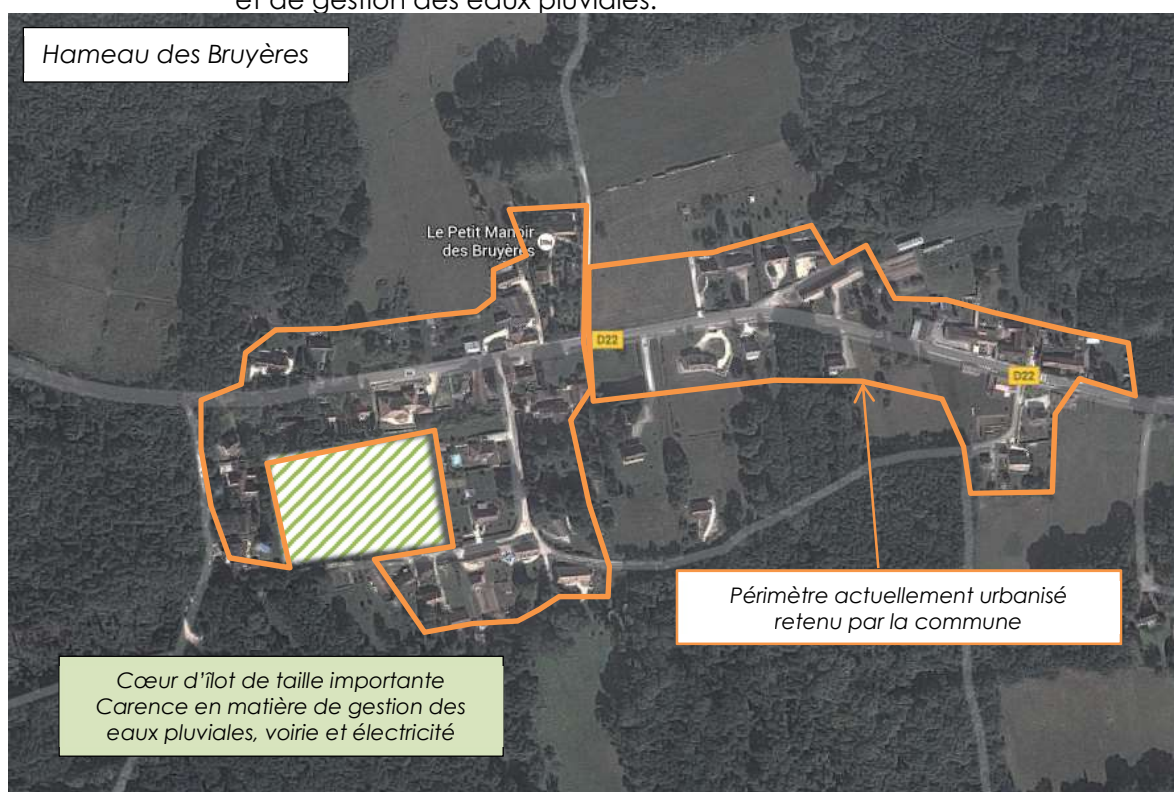 et de gestion des eaux pluviales.
Hameau des Bruyères
Le Petit Manoir
des Bruyères
D22
D22
Périmètre actuellement urbanisé
retenu par la commune
Cœur d'îlot de taille importante
Carence en matière de gestion des
eaux pluviales, voirie et électricité